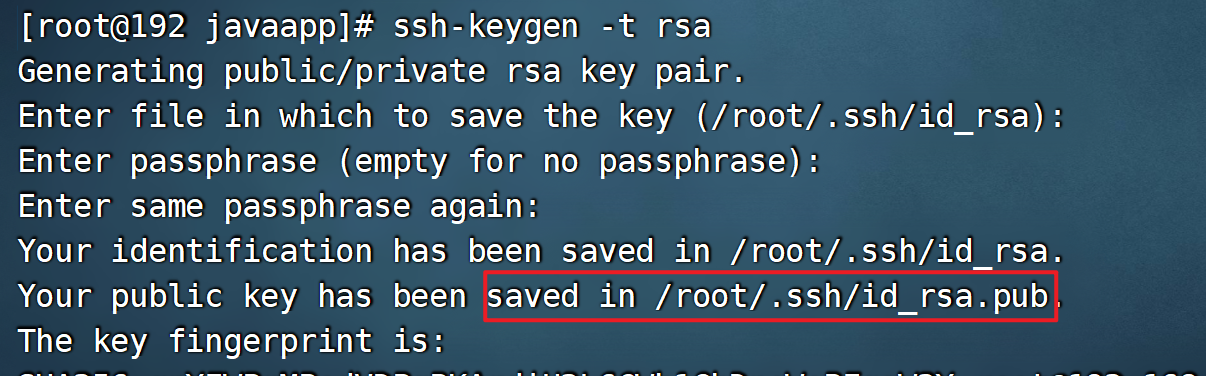 [root@192 javaapp]# ssh-keygen -t rsa
Generating public/private rsa key pair.
Enter file in which to save the key (/root/.ssh/id_rsa):
Enter passphrase (empty for no passphrase):
Enter same passphrase again:
Your identification has been saved in /root/.ssh/id_rsa.
Your public key has been saved in /root/.ssh/id_rsa.pub.
The key fingerprint is: